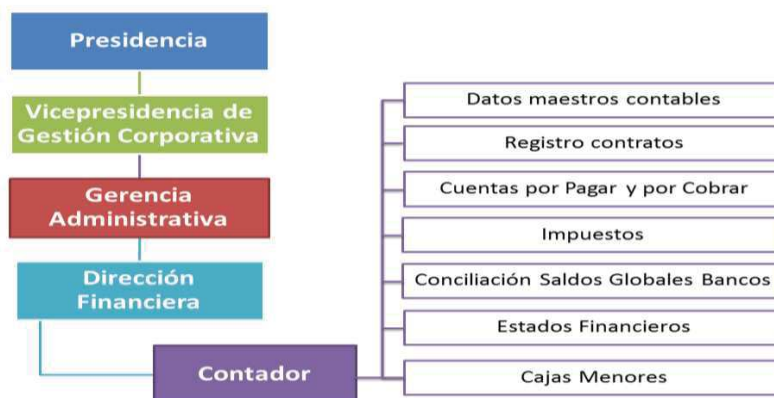 Presidencia
Vicepresidencia de
Gestión Corporativa
Gerencia
Administrativa
Dirección
Financiera
Contador
Datos maestros contables
Registro contratos
Cuentas por Pagar y por Cobrar
Impuestos
Conciliación Saldos Globales Bancos
Estados Financieros
Cajas Menores